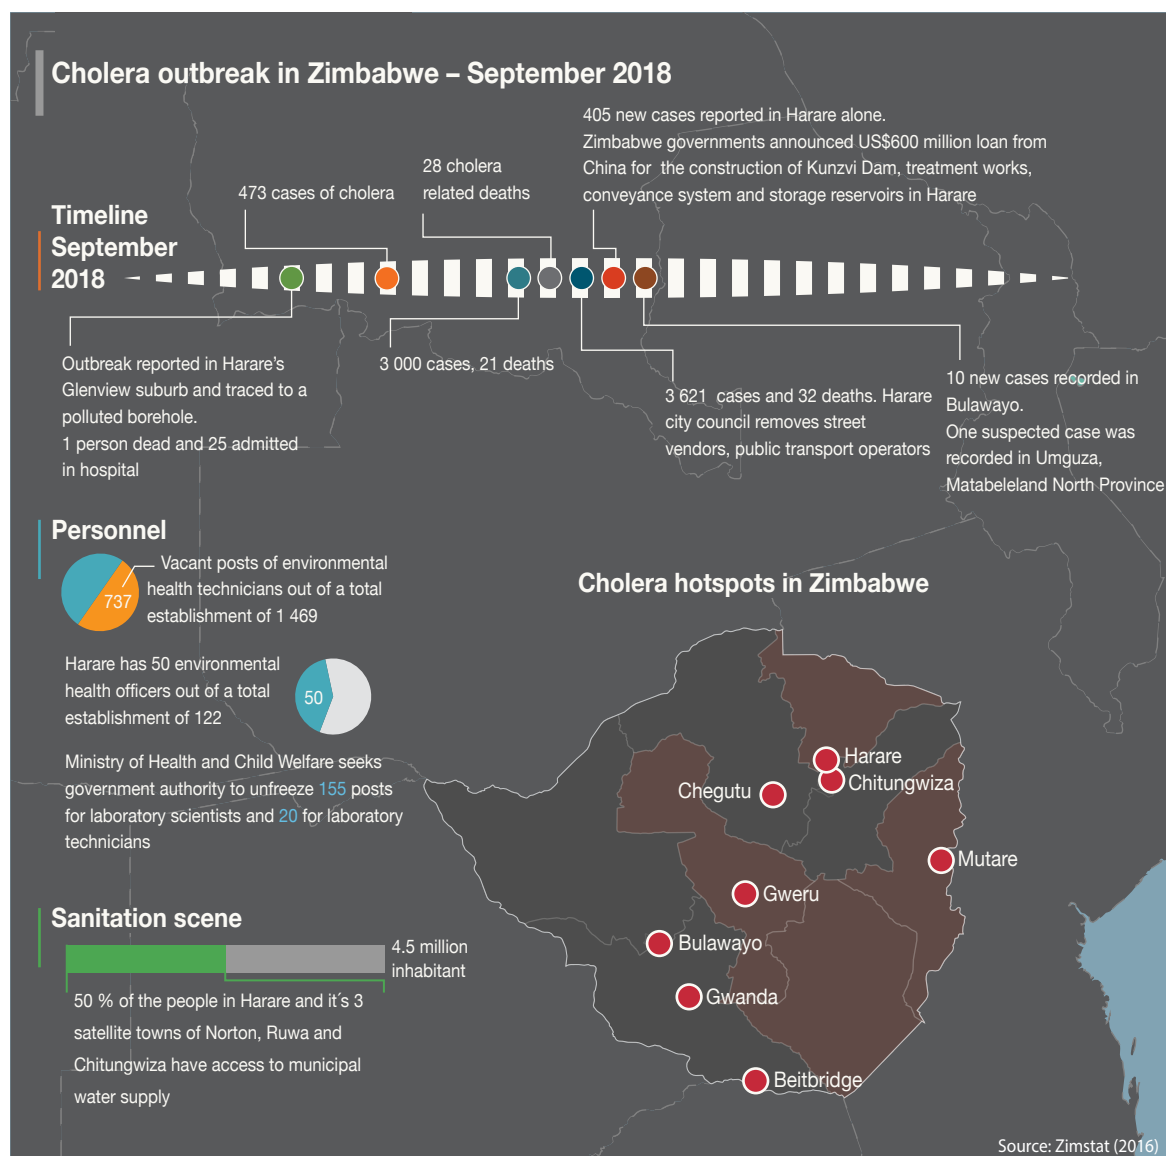 Cholera outbreak in Zimbabwe – September 2018
405 new cases reported in Harare alone.
Zimbabwe governments announced US$600 million loan from
China for the construction of Kunzvi Dam, treatment works,
conveyance system and storage reservoirs in Harare
28 cholera
related deaths
473 cases of cholera
Timeline
September
2018
Outbreak reported in Harare’s
Glenview suburb and traced to a
polluted borehole.
1 person dead and 25 admitted
in hospital
3 000 cases, 21 deaths
3 621 cases and 32 deaths. Harare
city council removes street
vendors, public transport operators
10 new cases recorded in
Bulawayo.
One suspected case was
recorded in Umguza,
Matabeleland North Province
Personnel
737
Vacant posts of environmental
health technicians out of a total
establishment of 1 469
Harare has 50 environmental
health officers out of a total
establishment of 122
50
Ministry of Health and Child Welfare seeks
government authority to unfreeze 155 posts
for laboratory scientists and 20 for laboratory
technicians
Sanitation scene
4.5 million
inhabitant
50 % of the people in Harare and it´s 3
satellite towns of Norton, Ruwa and
Chitungwiza have access to municipal
water supply
Cholera hotspots in Zimbabwe
Harare
Chitungwiza
Chegutu
Mutare
Gweru
Bulawayo
Gwanda
Beitbridge
Source: Zimstat (2016)